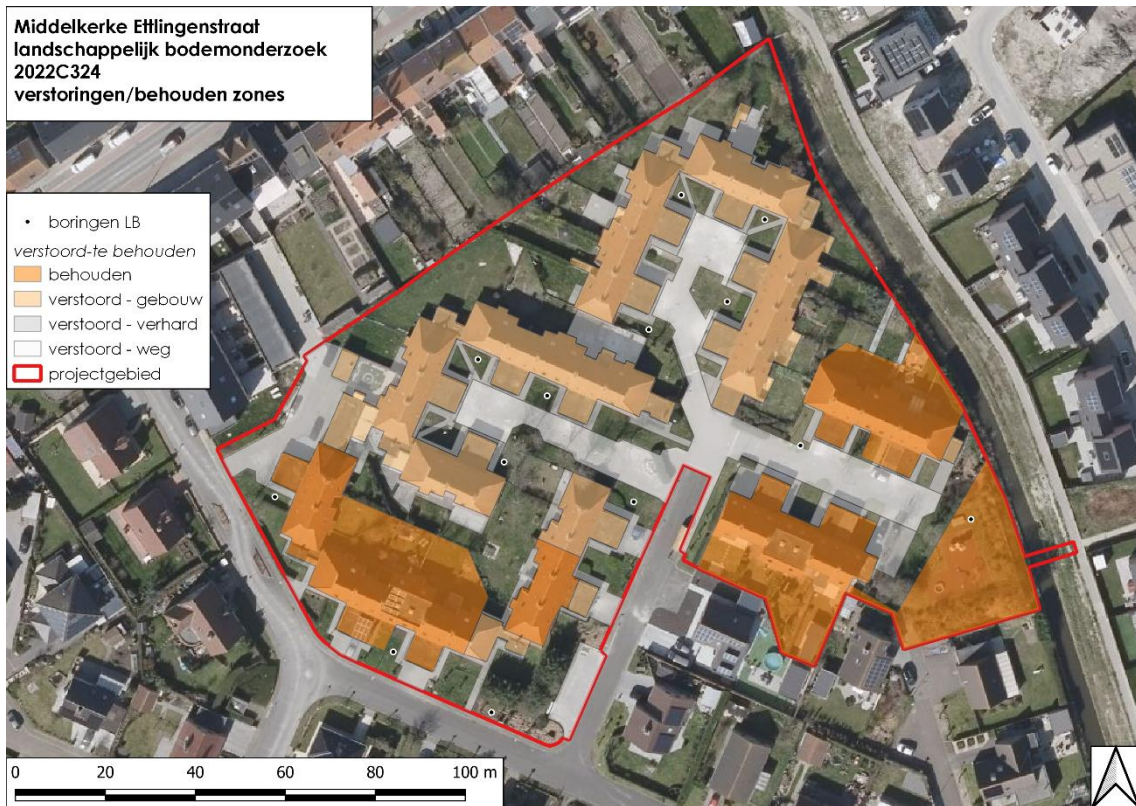 Middelkerke Ettlingenstraat
landschappelijk bodemonderzoek
2022C324
verstoringen/behouden zones
boringen LB
verstoord-te behouden
behouden
verstoord - gebouw
verstoord - verhard
verstoord - weg
projectgebied
0 20 40 60 80 100 m